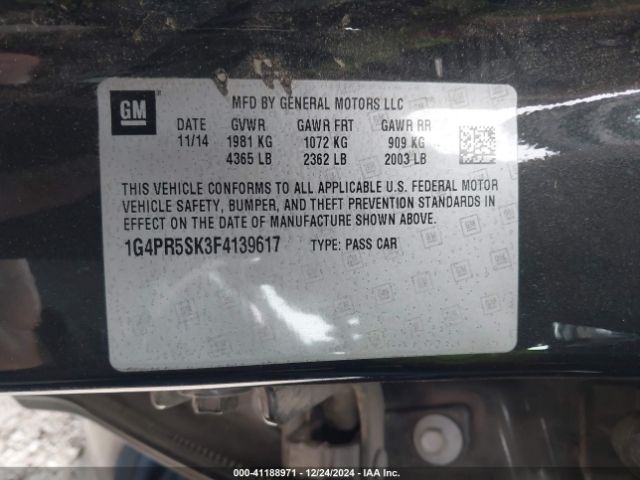 GM
MFD BY GENERAL MOTORS LLC
DATE GVWR GAWR FRT GAWR RR
11/14 1981 KG 1072 KG 909 KG
4365 LB 2362 LB 2003 LB
THIS VEHICLE CONFORMS TO ALL APPLICABLE U.S. FEDERAL MOTOR
VEHICLE SAFETY, BUMPER, AND THEFT PREVENTION STANDARDS IN
EFFECT ON THE DATE OF MANUFACTURE SHOWN ABOVE.
1G4PR5SK3F4139617 TYPE: PASS CAR
000-41188971 | 12/24/2024 | IAA Inc.